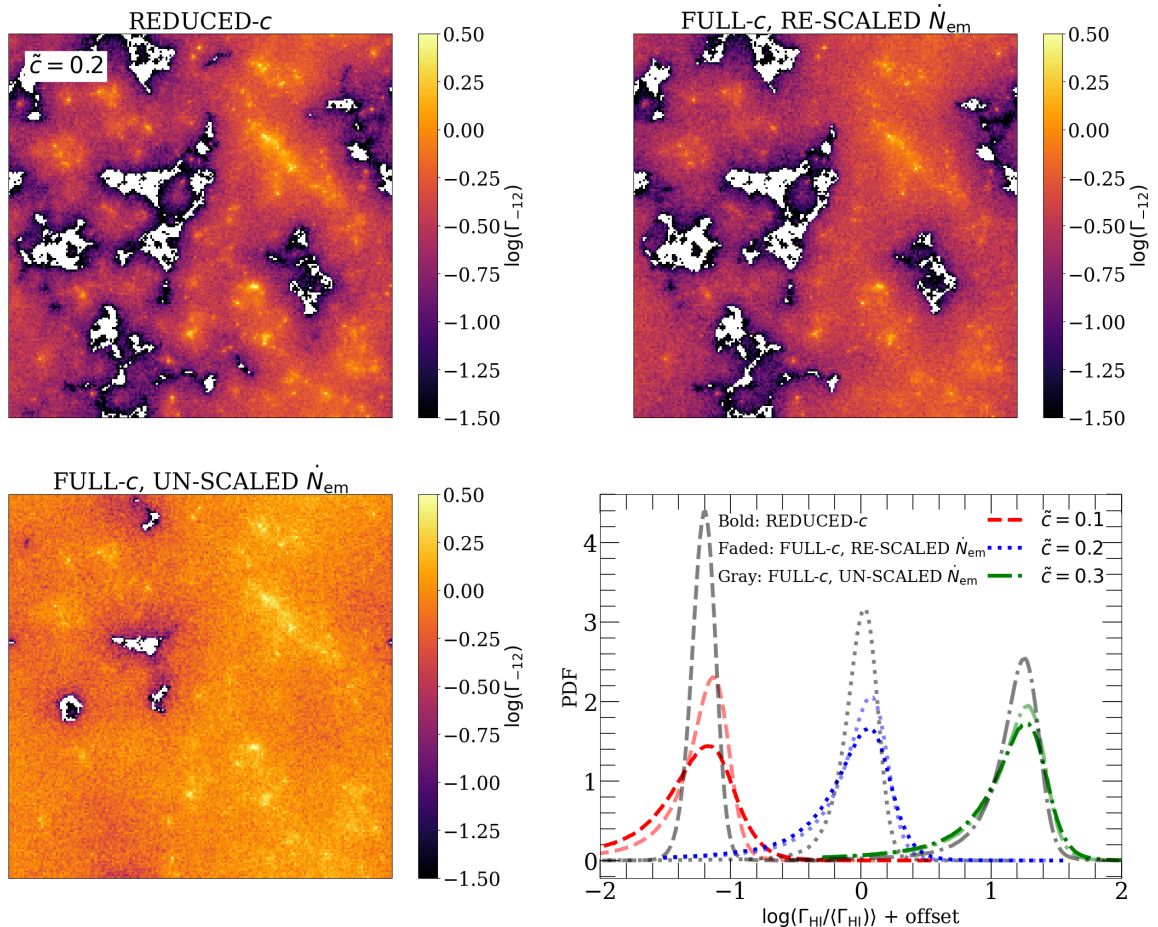 REDUCED-c
c̃ = 0.2
0.50
0.25
0.00
−0.25
−0.50
−0.75
−1.00
−1.25
−1.50
log(Γ₋₁₂)
FULL-c, RE-SCALED Ṅem
0.50
0.25
0.00
−0.25
−0.50
−0.75
−1.00
−1.25
−1.50
log(Γ₋₁₂)
FULL-c, UN-SCALED Ṅem
0.50
0.25
0.00
−0.25
−0.50
−0.75
−1.00
−1.25
−1.50
log(Γ₋₁₂)
Bold: REDUCED-c
Faded: FULL-c, RE-SCALED Ṅem
Gray: FULL-c, UN-SCALED Ṅem
c̃ = 0.1
c̃ = 0.2
c̃ = 0.3
PDF
4
3
2
1
0
−2
−1
0
1
2
log(ΓHI/⟨ΓHI⟩) + offset